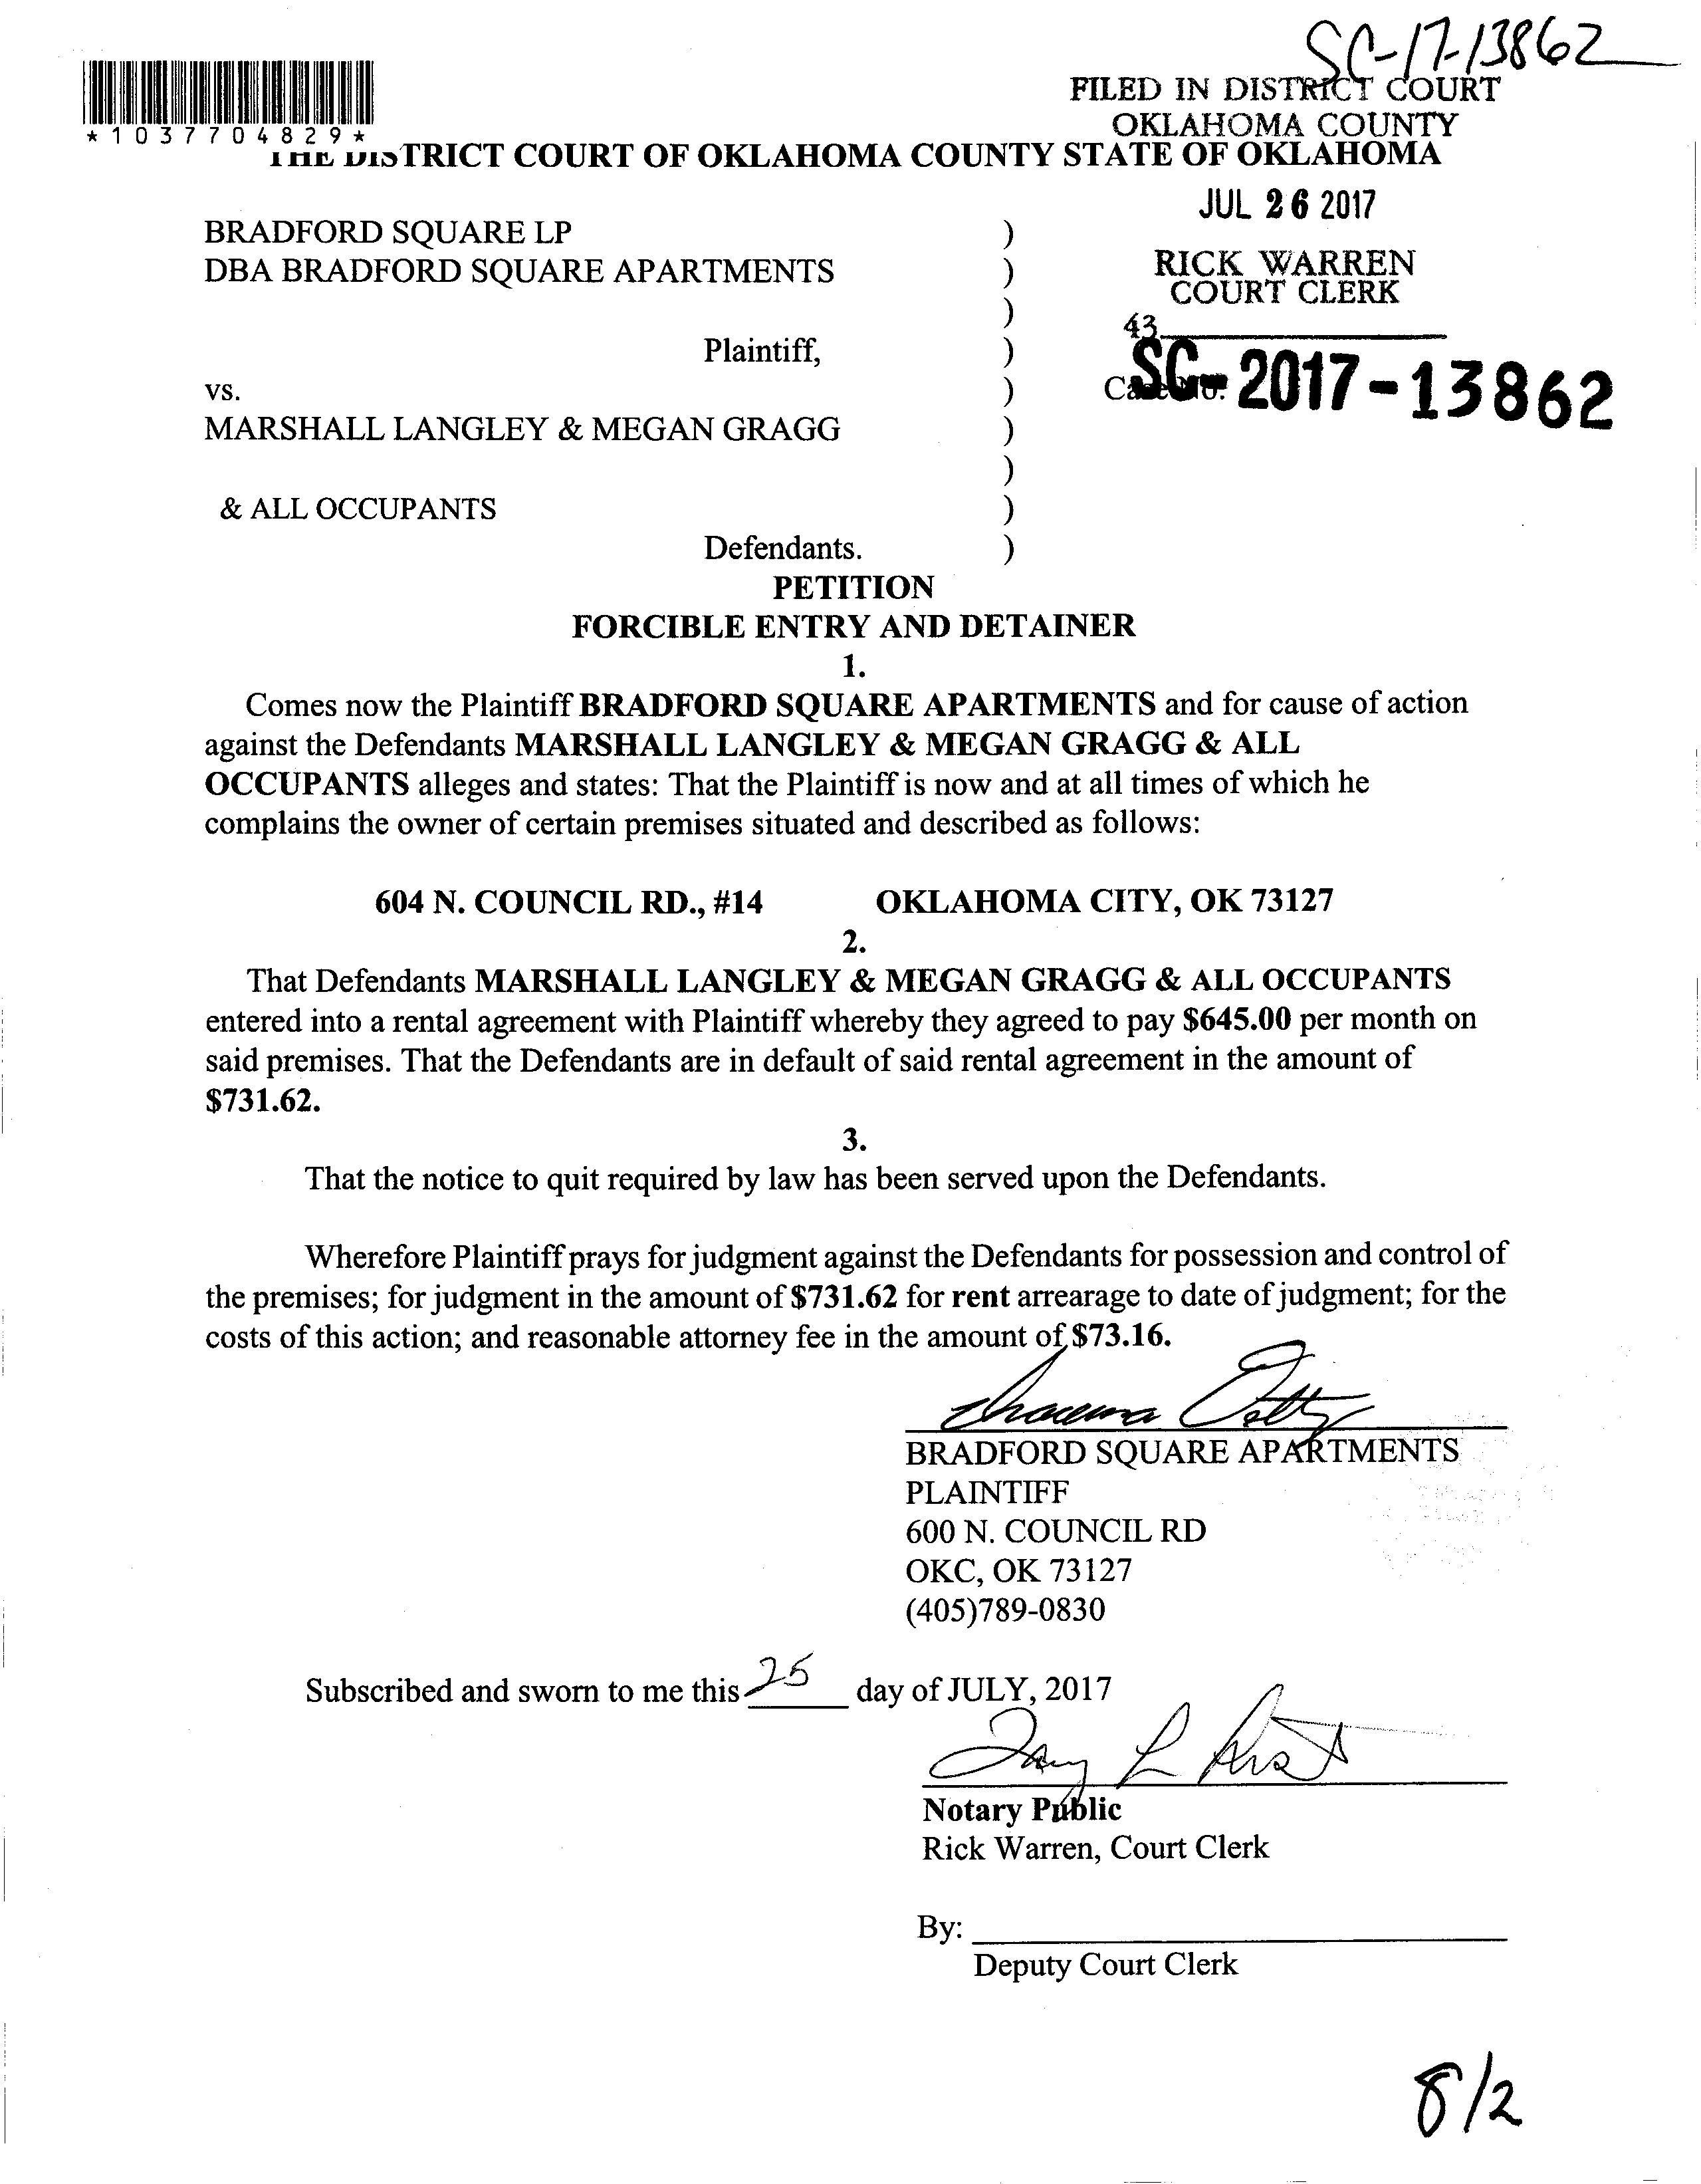 SC-17-13862
FILED IN DISTRICT COURT
OKLAHOMA COUNTY
*1037704829*
THE DISTRICT COURT OF OKLAHOMA COUNTY STATE OF OKLAHOMA
JUL 26 2017
BRADFORD SQUARE LP )
DBA BRADFORD SQUARE APARTMENTS )
RICK WARREN
COURT CLERK
)
43
Plaintiff, )
Case No. SC-2017-13862
vs. )
MARSHALL LANGLEY & MEGAN GRAGG )
)
& ALL OCCUPANTS )
Defendants. )
PETITION
FORCIBLE ENTRY AND DETAINER
1.
Comes now the Plaintiff BRADFORD SQUARE APARTMENTS and for cause of action
against the Defendants MARSHALL LANGLEY & MEGAN GRAGG & ALL
OCCUPANTS alleges and states: That the Plaintiff is now and at all times of which he
complains the owner of certain premises situated and described as follows:
604 N. COUNCIL RD., #14 OKLAHOMA CITY, OK 73127
2.
That Defendants MARSHALL LANGLEY & MEGAN GRAGG & ALL OCCUPANTS
entered into a rental agreement with Plaintiff whereby they agreed to pay $645.00 per month on
said premises. That the Defendants are in default of said rental agreement in the amount of
$731.62.
3.
That the notice to quit required by law has been served upon the Defendants.
Wherefore Plaintiff prays for judgment against the Defendants for possession and control of
the premises; for judgment in the amount of $731.62 for rent arrearage to date of judgment; for the
costs of this action; and reasonable attorney fee in the amount of $73.16.
BRADFORD SQUARE APARTMENTS
PLAINTIFF
600 N. COUNCIL RD
OKC, OK 73127
(405)789-0830
Subscribed and sworn to me this 25 day of JULY, 2017
Notary Public
Rick Warren, Court Clerk
By:
Deputy Court Clerk
8/2